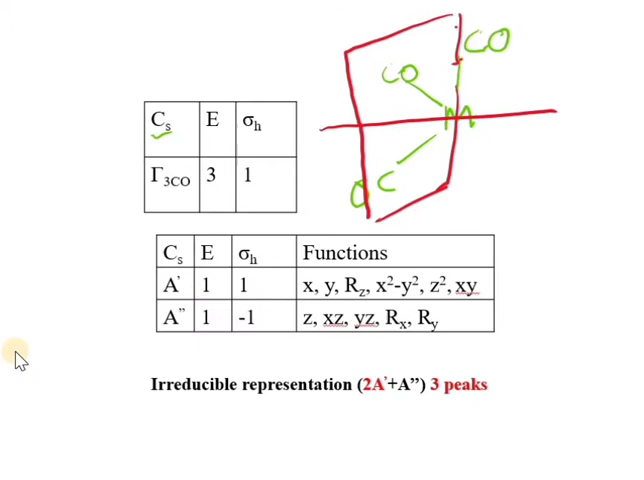 CO
CO
M
OC
Cs E σh
Γ3CO 3 1
Cs E σh Functions
A' 1 1 x, y, Rz, x²-y², z², xy
A” 1 -1 z, xz, yz, Rx, Ry
Irreducible representation (2A'+A”) 3 peaks